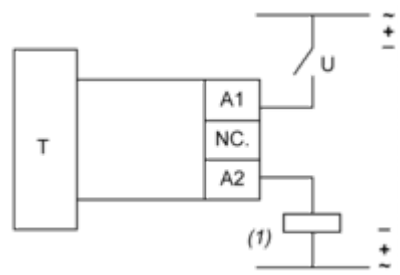 ~
+
−
U
A1
T
NC.
A2
(1)
−
+
~